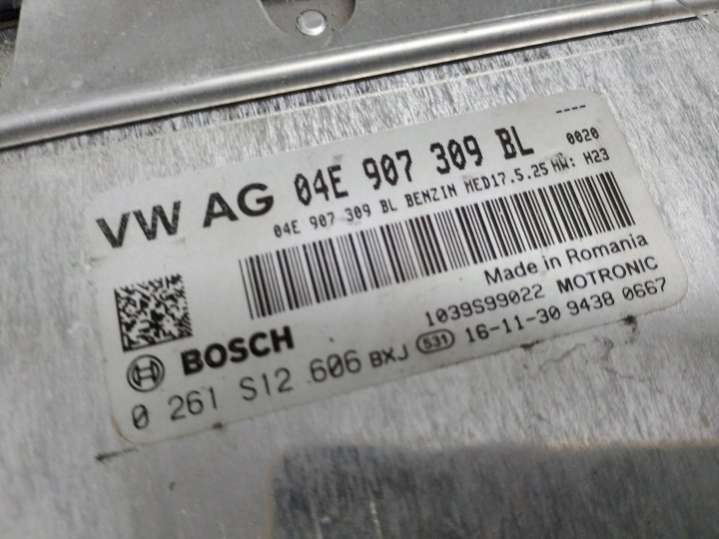 ----
VW AG 04E 907 309 BL 0020
04E 907 309 BL BENZIN MED17.5.25 HW: H23
Made in Romania
1039S99022 MOTRONIC
BOSCH
0 261 S12 606 BXJ 531 16-11-30 9438 0667